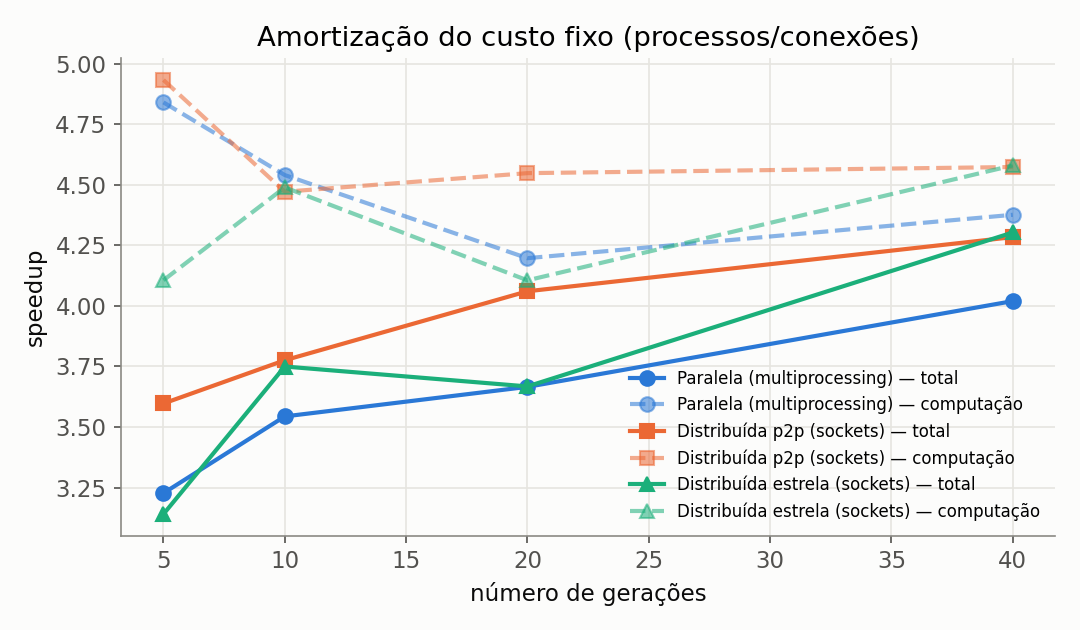 Amortização do custo fixo (processos/conexões)
5.00
4.75
4.50
4.25
4.00
3.75
3.50
3.25
speedup
Paralela (multiprocessing) — total
Paralela (multiprocessing) — computação
Distribuída p2p (sockets) — total
Distribuída p2p (sockets) — computação
Distribuída estrela (sockets) — total
Distribuída estrela (sockets) — computação
5 10 15 20 25 30 35 40
número de gerações